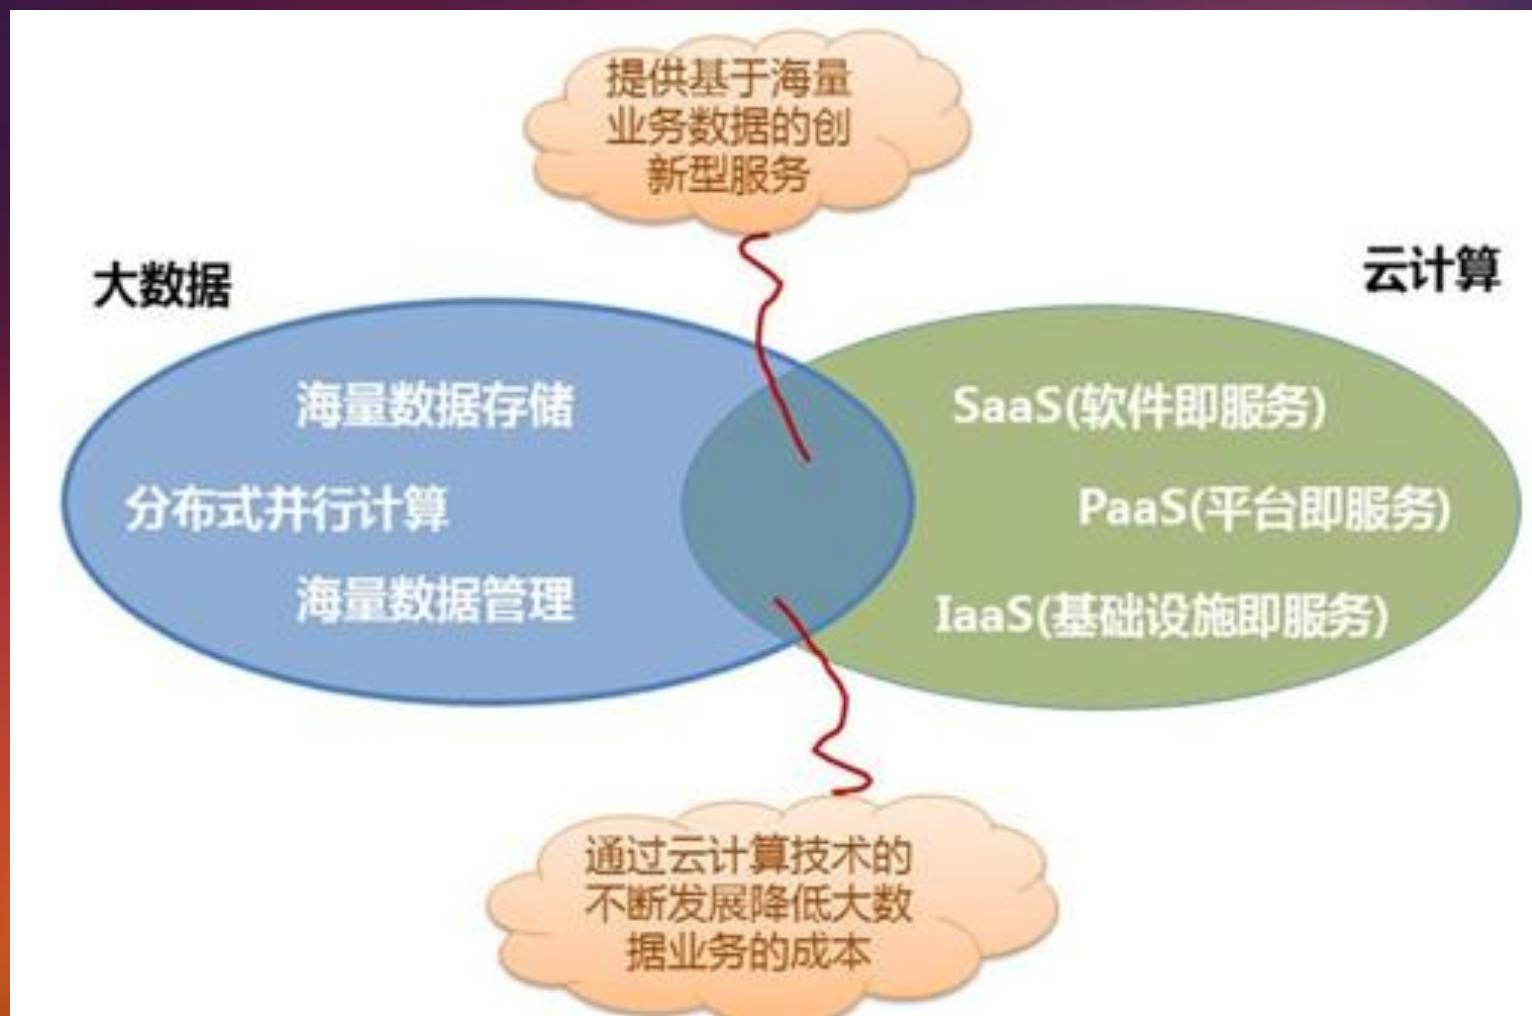 提供基于海量
业务数据的创
新型服务
大数据
云计算
海量数据存储
分布式并行计算
海量数据管理
SaaS(软件即服务)
PaaS(平台即服务)
IaaS(基础设施即服务)
通过云计算技术的
不断发展降低大数
据业务的成本